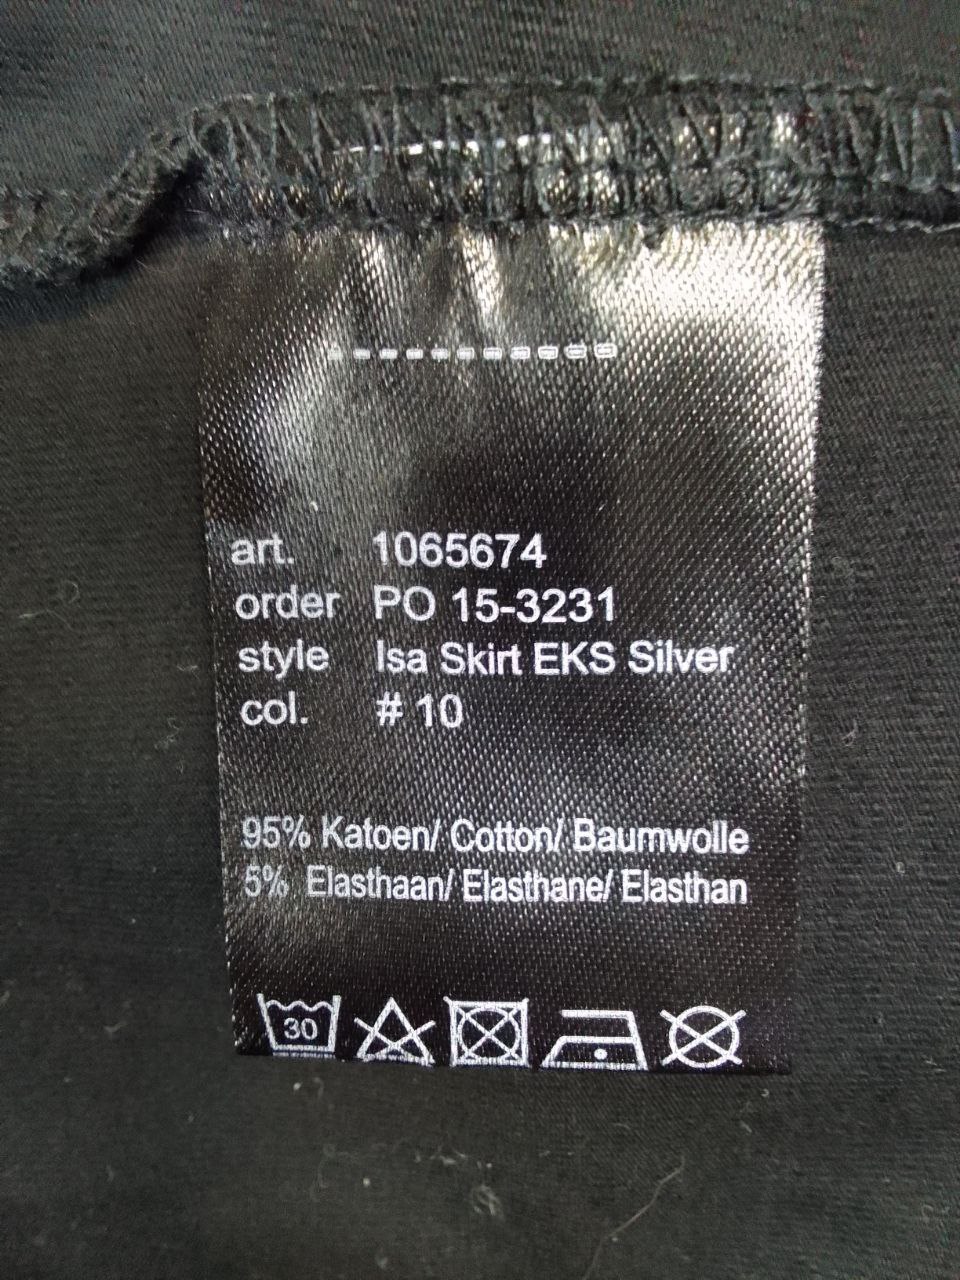 art. 1065674
order PO 15-3231
style Isa Skirt EKS Silver
col. # 10
95% Katoen/ Cotton/ Baumwolle
5% Elasthaan/ Elasthane/ Elasthan
30